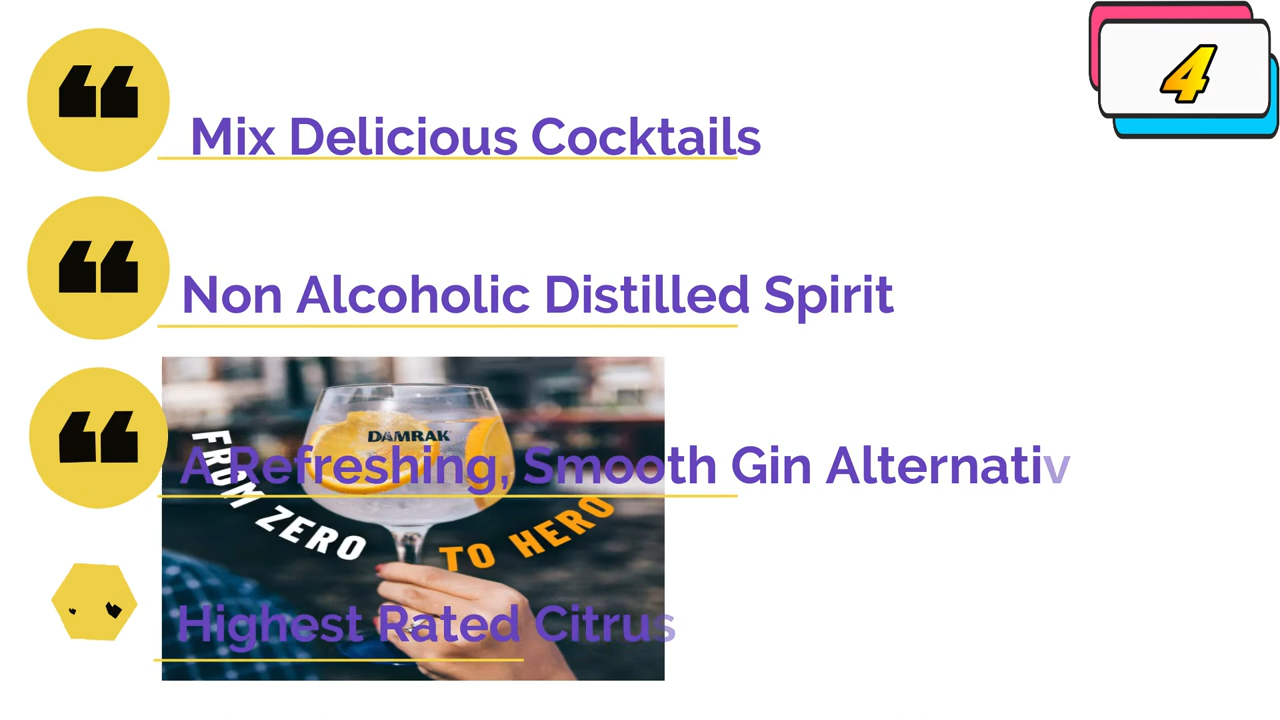 4
Mix Delicious Cocktails
Non Alcoholic Distilled Spirit
DAMRAK
A Refreshing, Smooth Gin Alternativ
FROM ZERO
TO HERO
Highest Rated Citrus